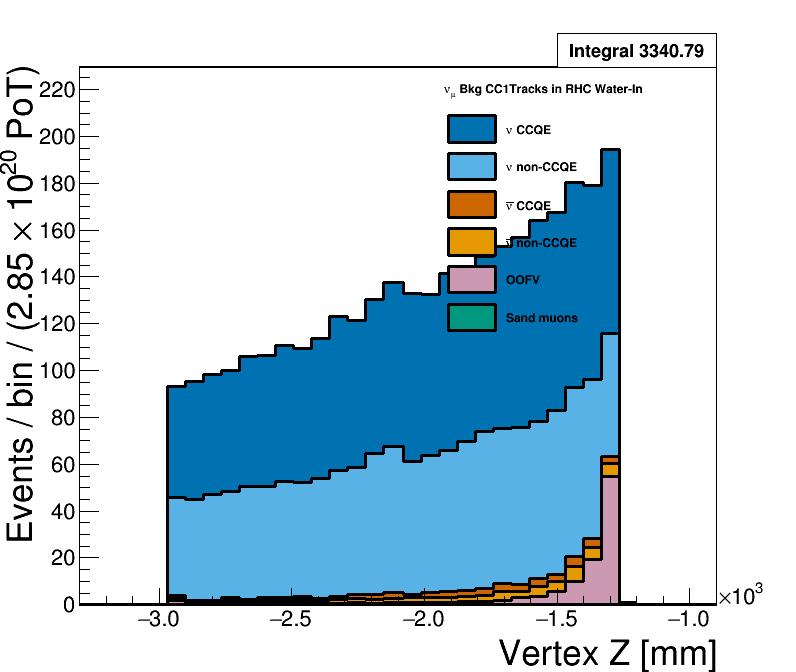 Integral 3340.79
ν_μ Bkg CC1Tracks in RHC Water-In
ν CCQE
ν non-CCQE
ν̅ CCQE
ν̅ non-CCQE
OOFV
Sand muons
Events / bin / (2.85 × 10^20 PoT)
220
200
180
160
140
120
100
80
60
40
20
0
−3.0 −2.5 −2.0 −1.5 −1.0
×10^3
Vertex Z [mm]